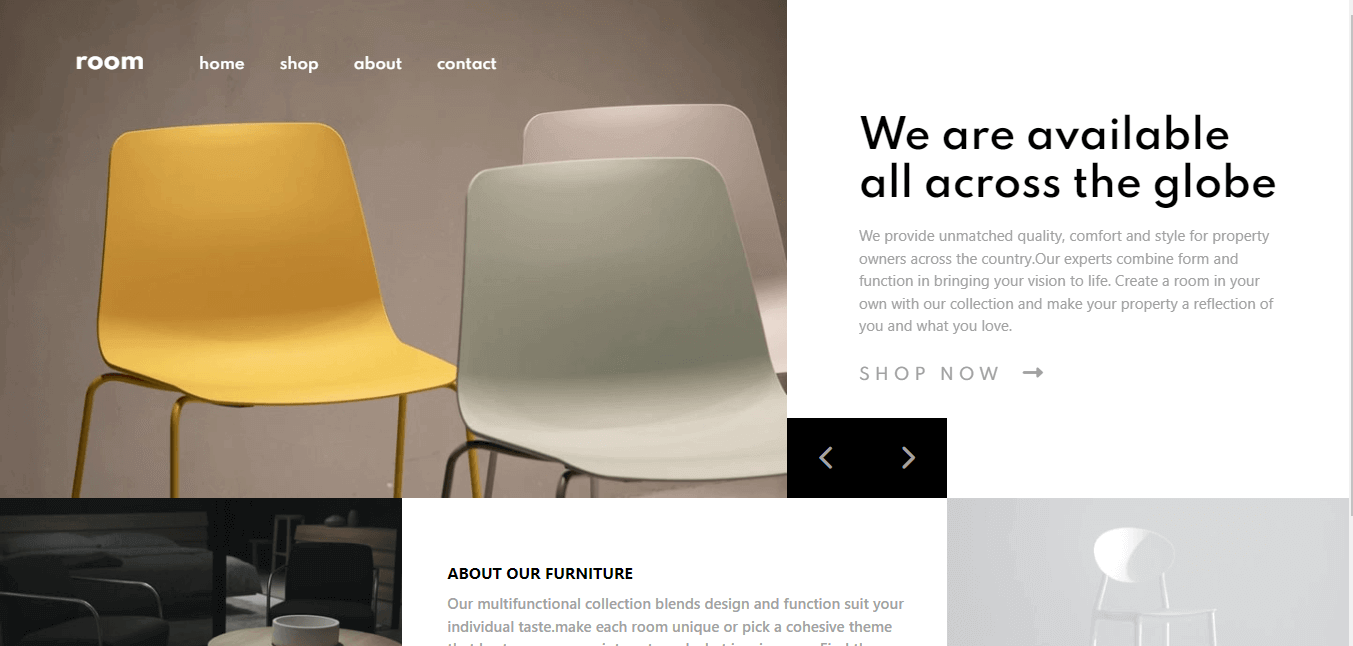 room
home
shop
about
contact
We are available
all across the globe
We provide unmatched quality, comfort and style for property
owners across the country.Our experts combine form and
function in bringing your vision to life. Create a room in your
own with our collection and make your property a reflection of
you and what you love.
SHOP NOW
ABOUT OUR FURNITURE
Our multifunctional collection blends design and function suit your
individual taste.make each room unique or pick a cohesive theme